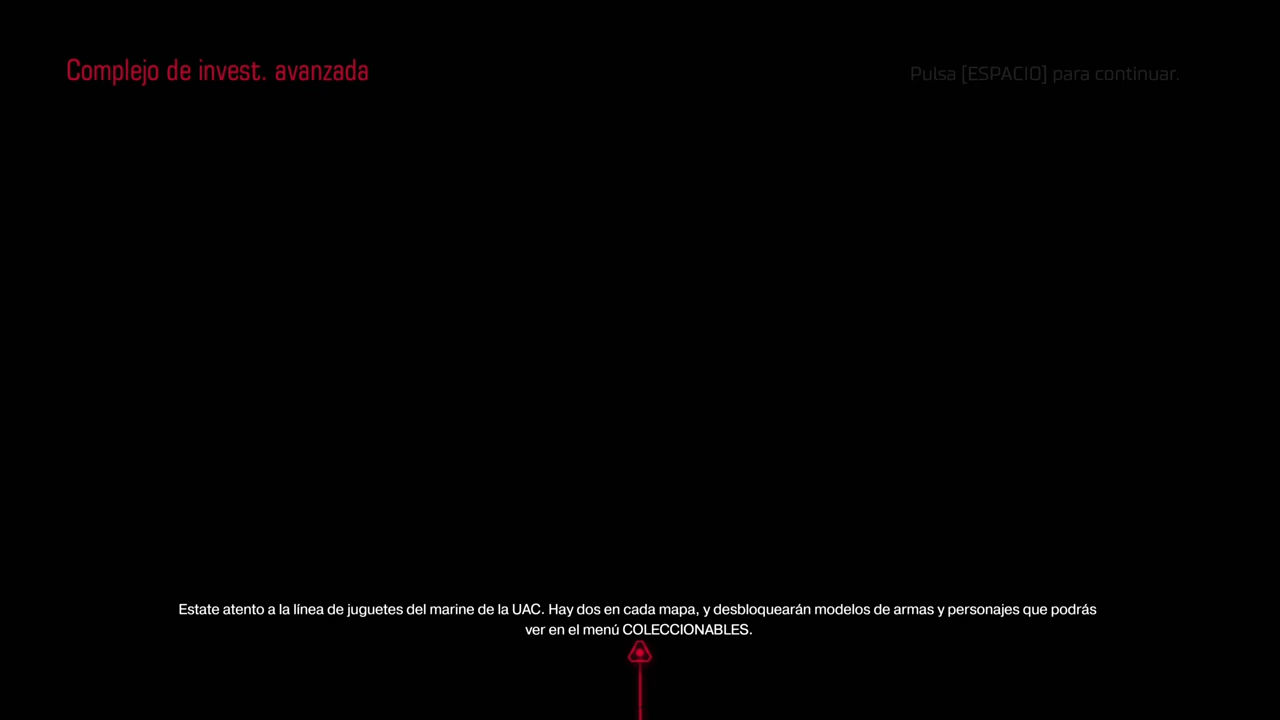 Complejo de invest. avanzada
Pulsa [ESPACIO] para continuar.
Estate atento a la línea de juguetes del marine de la UAC. Hay dos en cada mapa, y desbloquearán modelos de armas y personajes que podrás
ver en el menú COLECCIONABLES.